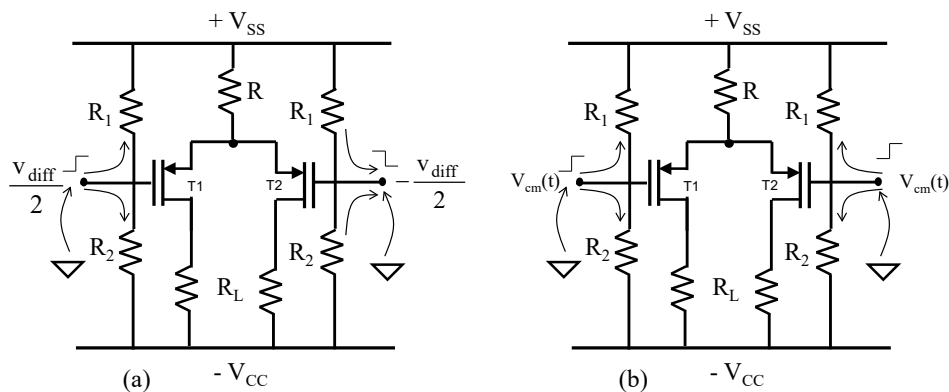 + V_SS
R
R_1
R_1
v_diff
2
T1
T2
- v_diff
2
R_2
R_2
R_L
- V_CC
(a)
+ V_SS
R
R_1
R_1
V_cm(t)
T1
T2
V_cm(t)
R_2
R_2
R_L
- V_CC
(b)